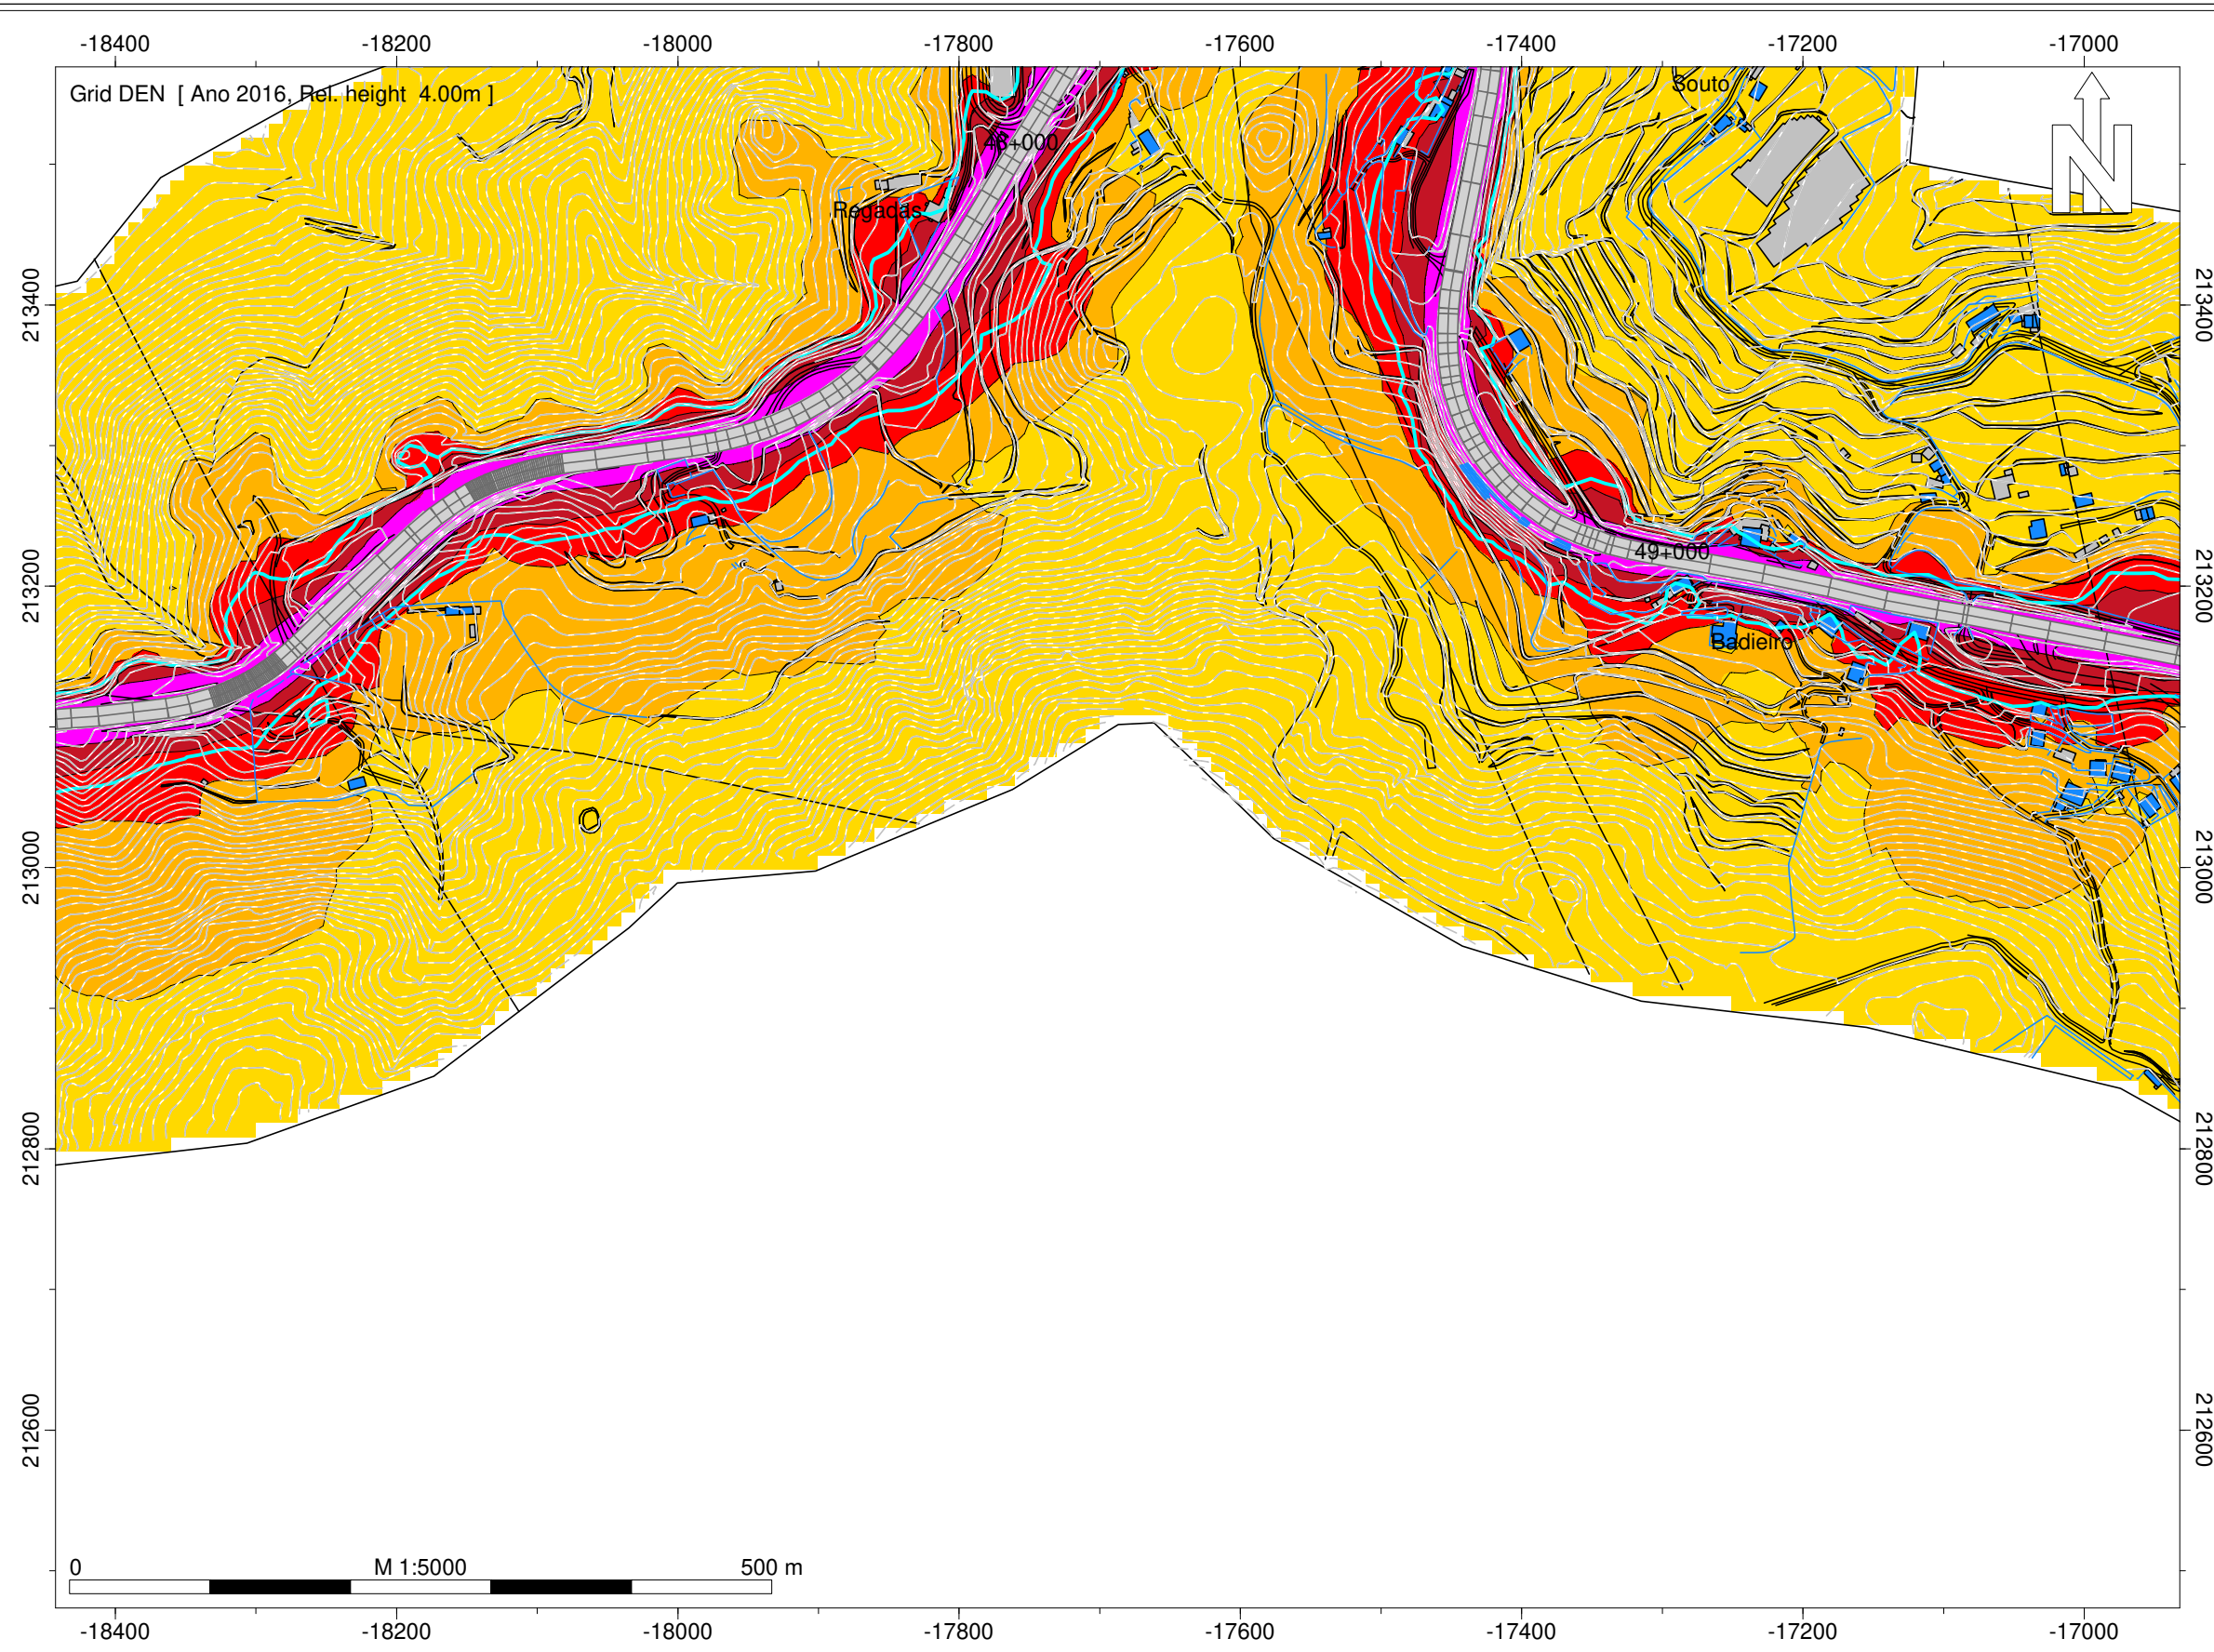 -18400 -18200 -18000 -17800 -17600 -17400 -17200 -17000
Grid DEN [ Ano 2016, Rel. height 4.00m ]
Souto
N
48+000
Regadas
213400 213400
49+000
213200 213200
Badieiro
213000 213000
212800 212800
212600 212600
0 M 1:5000 500 m
-18400 -18200 -18000 -17800 -17600 -17400 -17200 -17000